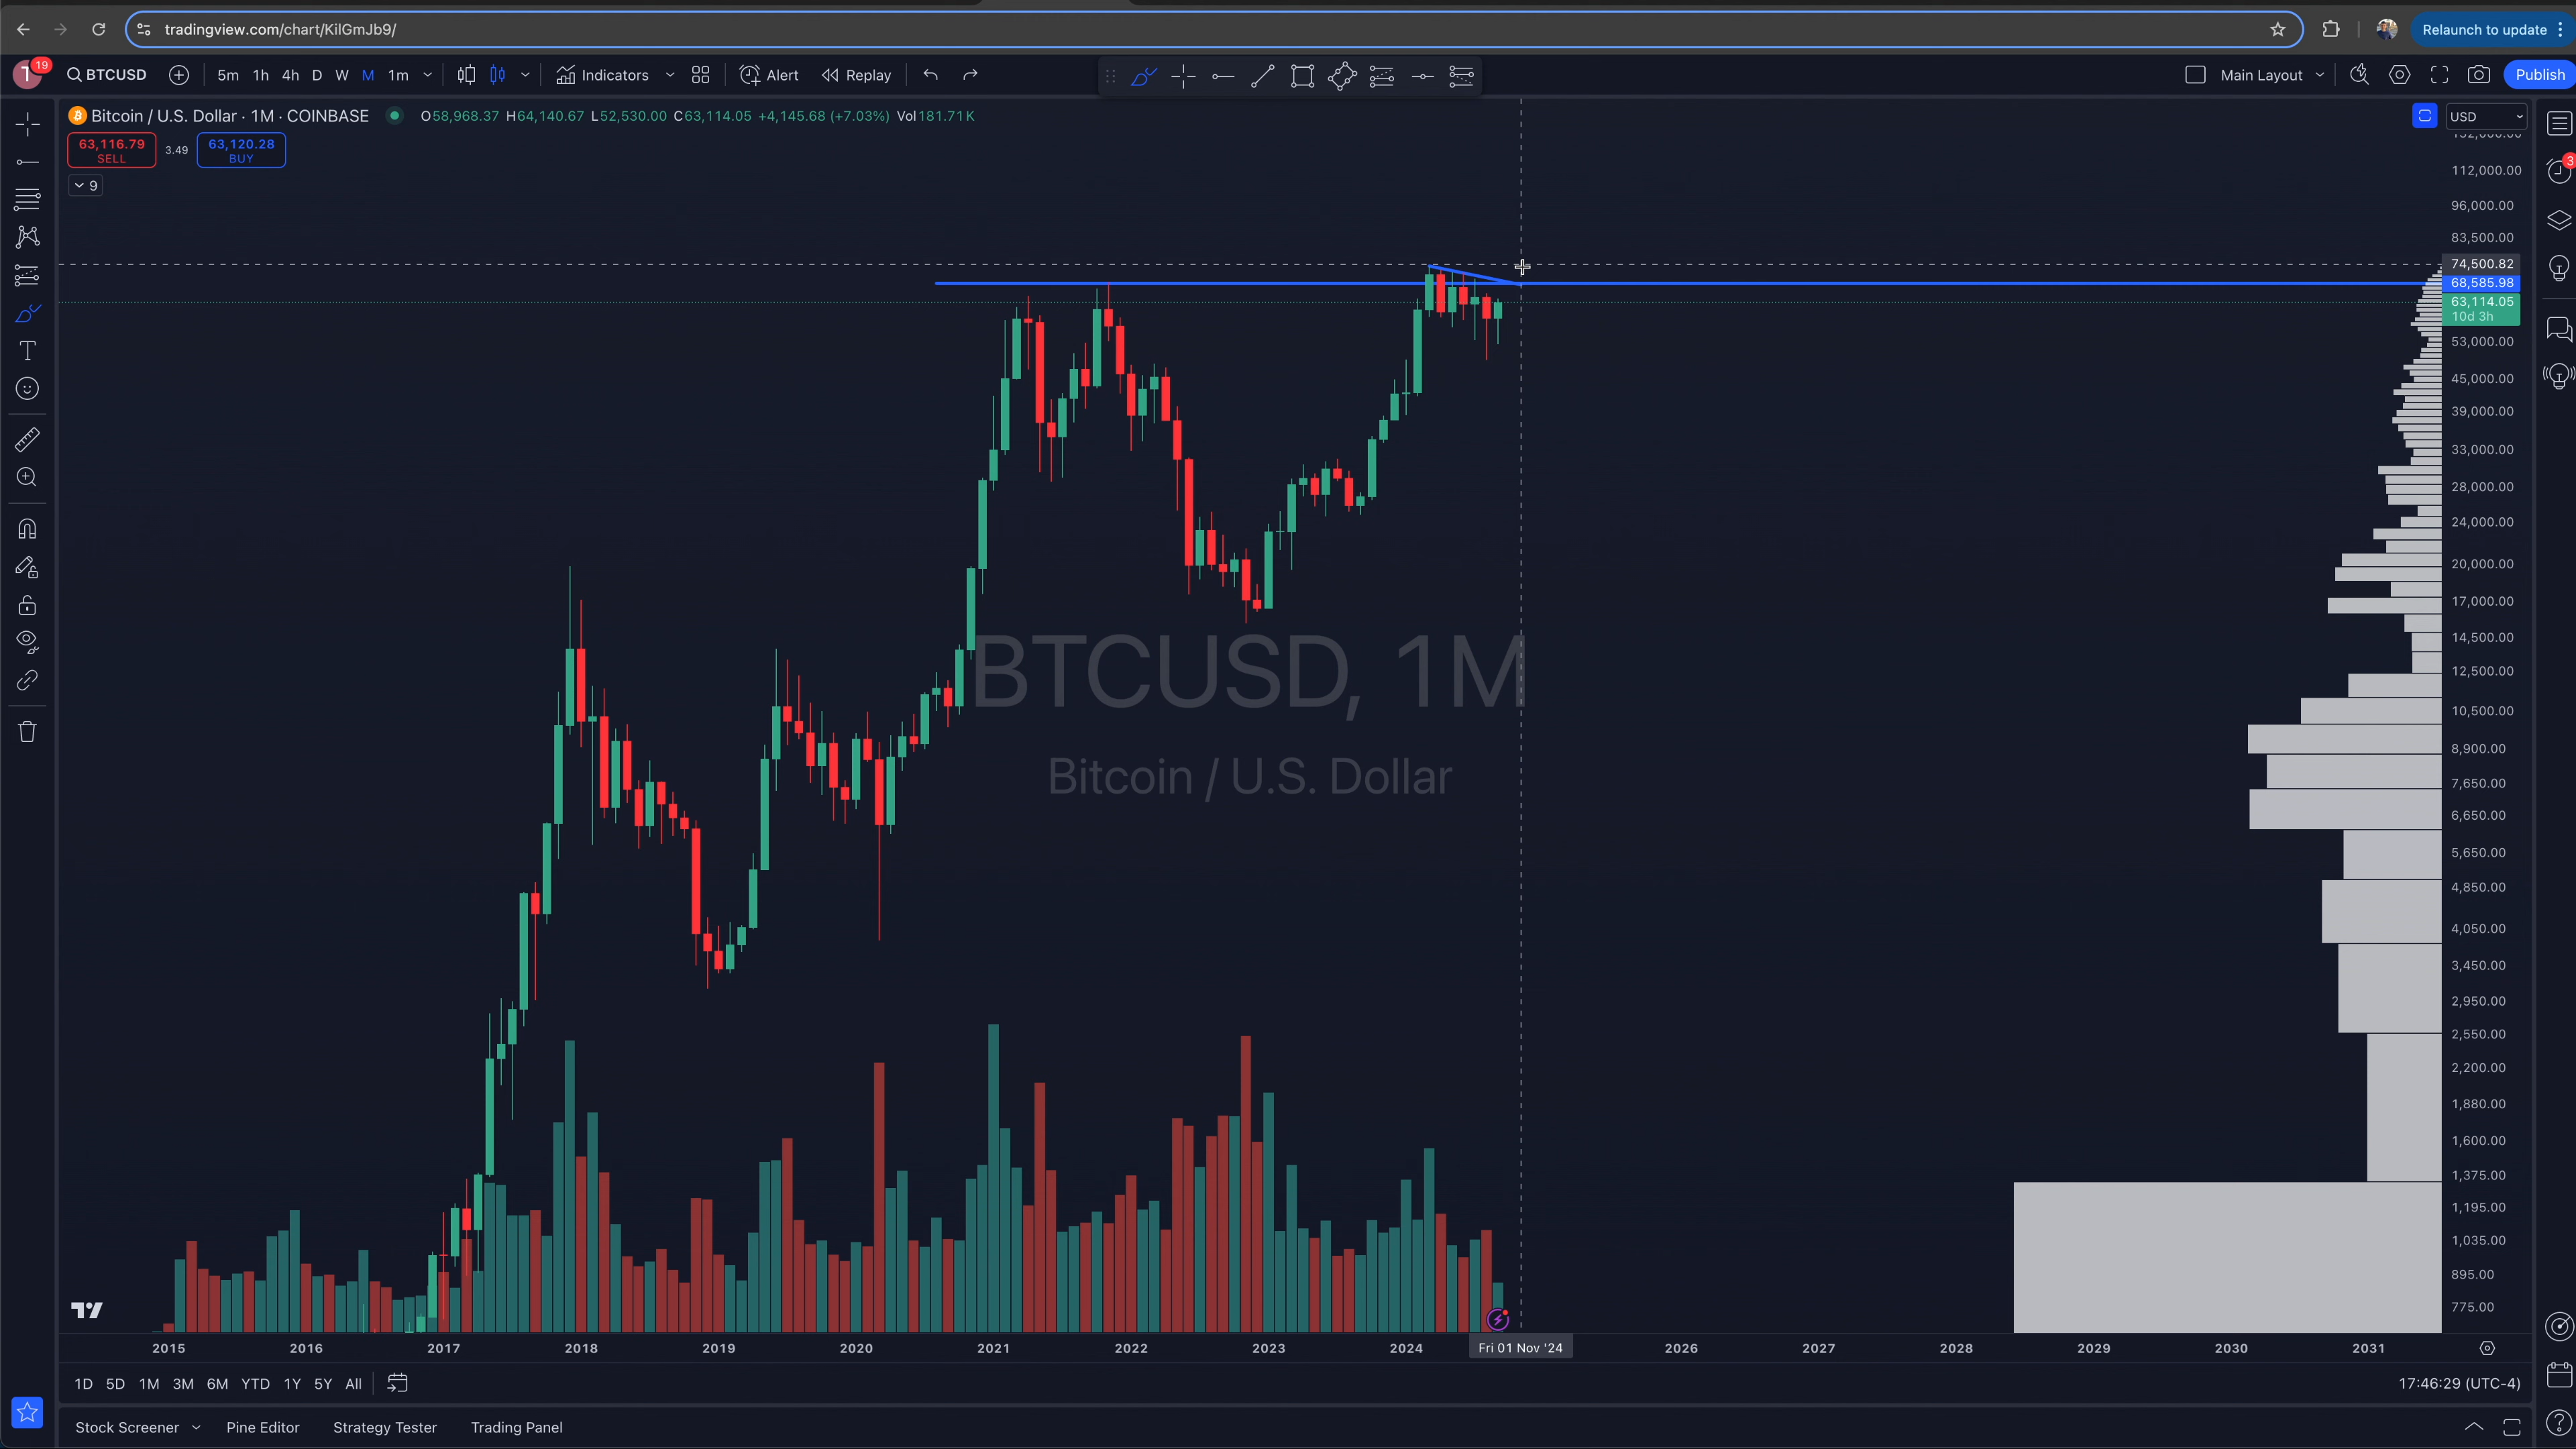 tradingview.com/chart/KilGmJb9/
Relaunch to update
19
BTCUSD
5m 1h 4h D W M 1m
Indicators
Alert
Replay
Main Layout
Publish
Bitcoin / U.S. Dollar · 1M · COINBASE
O58,968.37 H64,140.67 L52,530.00 C63,114.05 +4,145.68 (+7.03%) Vol181.71K
USD
63,116.79
SELL
3.49
63,120.28
BUY
9
3
112,000.00
96,000.00
83,500.00
74,500.82
68,585.98
63,114.05
10d 3h
53,000.00
45,000.00
39,000.00
33,000.00
28,000.00
24,000.00
20,000.00
17,000.00
14,500.00
12,500.00
10,500.00
8,900.00
7,650.00
6,650.00
5,650.00
4,850.00
4,050.00
3,450.00
2,950.00
2,550.00
2,200.00
1,880.00
1,600.00
1,375.00
1,195.00
1,035.00
895.00
775.00
BTCUSD, 1M
Bitcoin / U.S. Dollar
2015 2016 2017 2018 2019 2020 2021 2022 2023 2024 Fri 01 Nov '24 2026 2027 2028 2029 2030 2031
1D 5D 1M 3M 6M YTD 1Y 5Y All
17:46:29 (UTC-4)
Stock Screener Pine Editor Strategy Tester Trading Panel